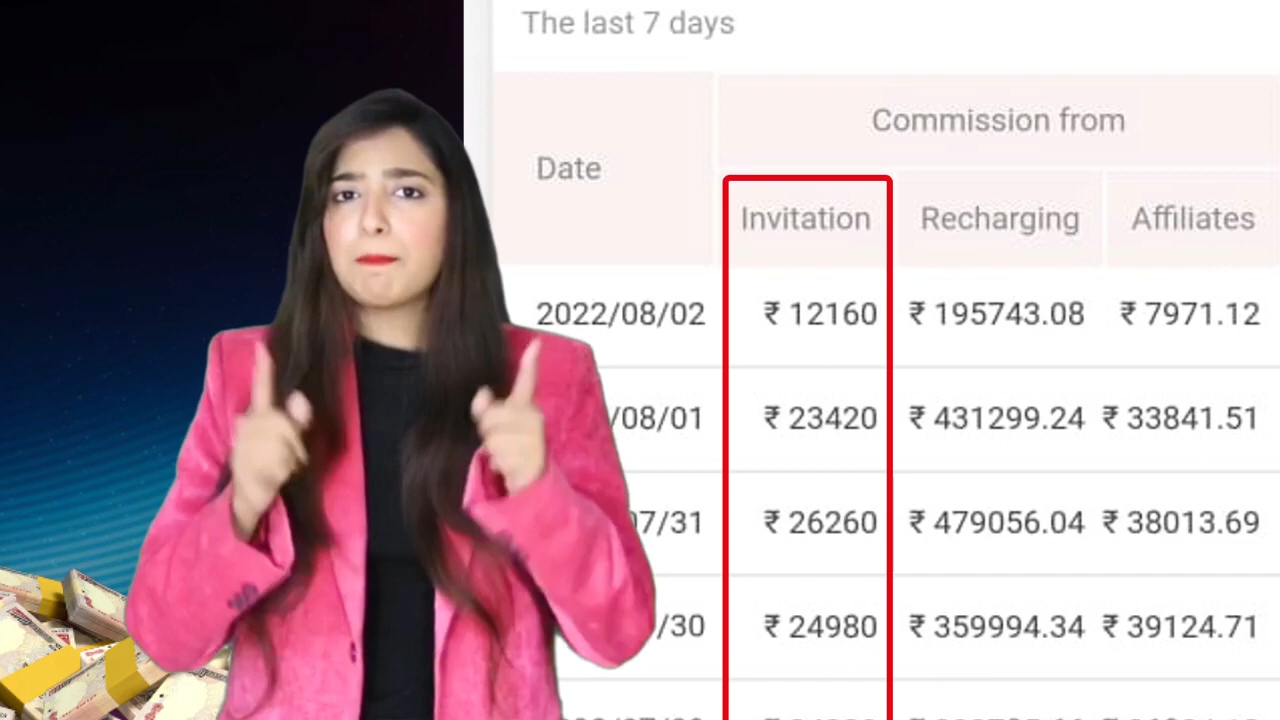 The last 7 days
Commission from
Date
Invitation Recharging Affiliates
2022/08/02 ₹ 12160 ₹ 195743.08 ₹ 7971.12
/08/01 ₹ 23420 ₹ 431299.24 ₹ 33841.51
07/31 ₹ 26260 ₹ 479056.04 ₹ 38013.69
/30 ₹ 24980 ₹ 359994.34 ₹ 39124.71